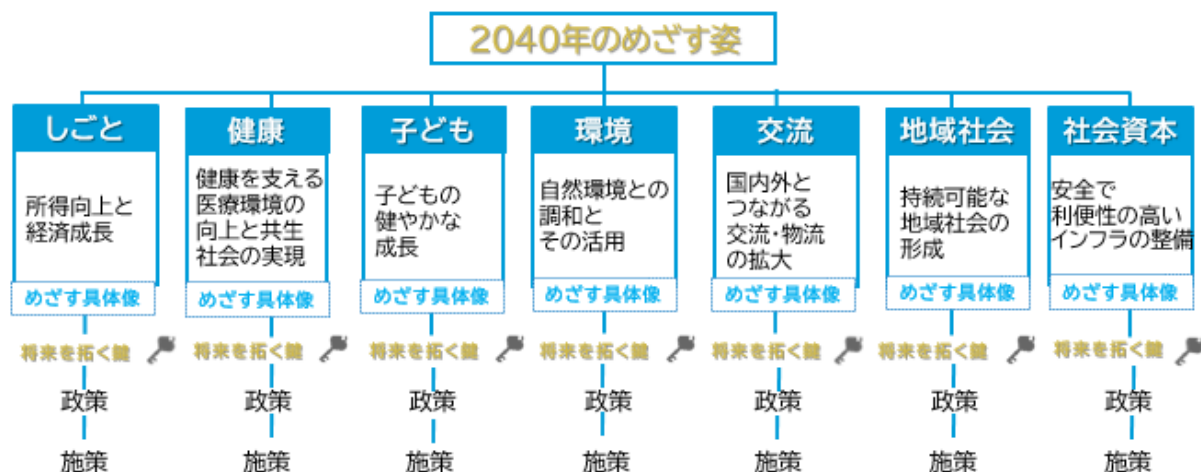 2040年のめざす姿
しごと
所得向上と
経済成長
めざす具体像
将来を拓く鍵
政策
施策
健康
健康を支える
医療環境の
向上と共生
社会の実現
めざす具体像
将来を拓く鍵
政策
施策
子ども
子どもの
健やかな
成長
めざす具体像
将来を拓く鍵
政策
施策
環境
自然環境との
調和と
その活用
めざす具体像
将来を拓く鍵
政策
施策
交流
国内外と
つながる
交流・物流
の拡大
めざす具体像
将来を拓く鍵
政策
施策
地域社会
持続可能な
地域社会の
形成
めざす具体像
将来を拓く鍵
政策
施策
社会資本
安全で
利便性の高い
インフラの整備
めざす具体像
将来を拓く鍵
政策
施策